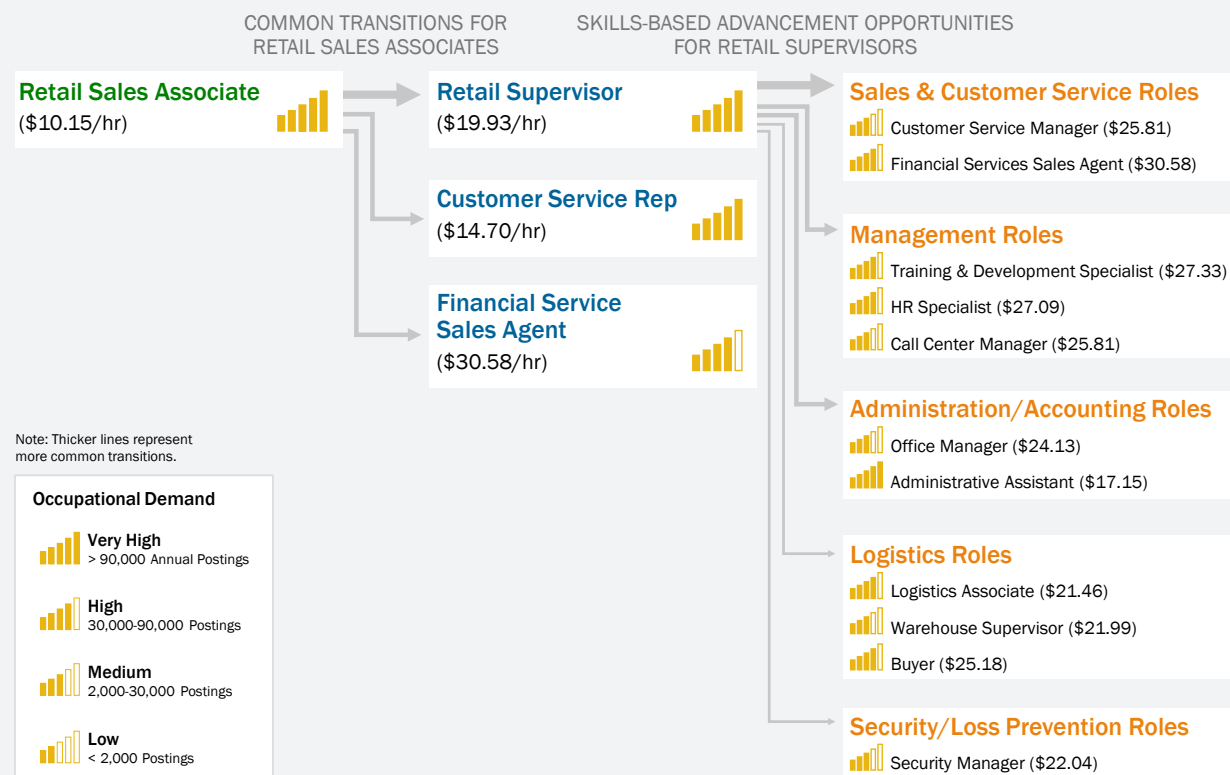 COMMON TRANSITIONS FOR
RETAIL SALES ASSOCIATES
SKILLS-BASED ADVANCEMENT OPPORTUNITIES
FOR RETAIL SUPERVISORS
Retail Sales Associate
($10.15/hr)
Retail Supervisor
($19.93/hr)
Customer Service Rep
($14.70/hr)
Financial Service
Sales Agent
($30.58/hr)
Sales & Customer Service Roles
Customer Service Manager ($25.81)
Financial Services Sales Agent ($30.58)
Management Roles
Training & Development Specialist ($27.33)
HR Specialist ($27.09)
Call Center Manager ($25.81)
Administration/Accounting Roles
Office Manager ($24.13)
Administrative Assistant ($17.15)
Logistics Roles
Logistics Associate ($21.46)
Warehouse Supervisor ($21.99)
Buyer ($25.18)
Security/Loss Prevention Roles
Security Manager ($22.04)
Note: Thicker lines represent
more common transitions.
Occupational Demand
Very High
> 90,000 Annual Postings
High
30,000-90,000 Postings
Medium
2,000-30,000 Postings
Low
< 2,000 Postings